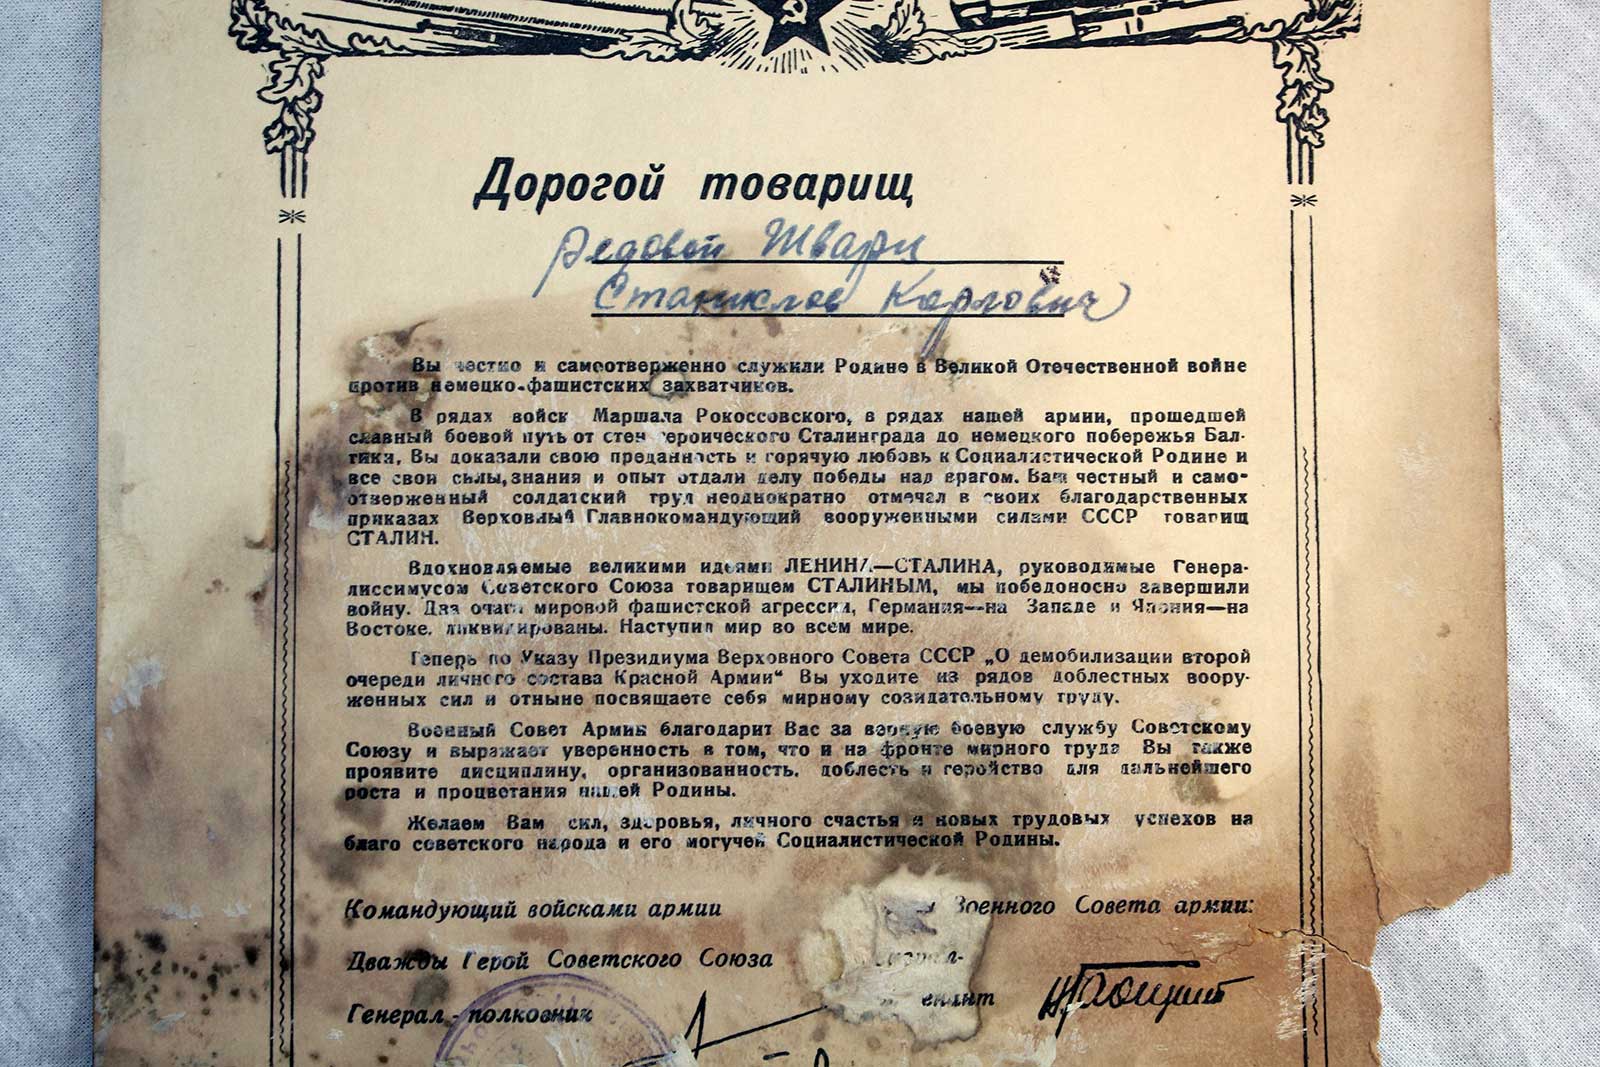 Дорогой товарищ
Рядовой Шварц
Станислав Карлович
Вы честно и самоотверженно служили Родине в Великой Отечественной войне
против немецко-фашистских захватчиков.
В рядах войск Маршала Рокоссовского, в рядах нашей армии, прошедшей
славный боевой путь от стен героического Сталинграда до немецкого побережья Бал-
тики, Вы доказали свою преданность и горячую любовь к Социалистической Родине и
все свои силы, знания и опыт отдали делу победы над врагом. Ваш честный и само-
отверженный солдатский труд неоднократно отмечал в своих благодарственных
приказах Верховный Главнокомандующий вооруженными силами СССР товарищ
СТАЛИН.
Вдохновляемые великими идеями ЛЕНИНА—СТАЛИНА, руководимые Генера-
лиссимусом Советского Союза товарищем СТАЛИНЫМ, мы победоносно завершили
войну. Два очага мировой фашистской агрессии, Германия—на Западе и Япония—на
Востоке, ликвидированы. Наступил мир во всем мире.
Теперь по Указу Президиума Верховного Совета СССР „О демобилизации второй
очереди личного состава Красной Армии“ Вы уходите из рядов доблестных воору-
женных сил и отныне посвящаете себя мирному созидательному труду.
Военный Совет Армии благодарит Вас за верную боевую службу Советскому
Союзу и выражает уверенность в том, что и на фронте мирного труда Вы также
проявите дисциплину, организованность, доблесть и геройство для дальнейшего
роста и процветания нашей Родины.
Желаем Вам сил, здоровья, личного счастья и новых трудовых успехов на
благо советского народа и его могучей Социалистической Родины.
Командующий войсками армии
Дважды Герой Советского Союза
Генерал-полковник
Военного Совета армии: